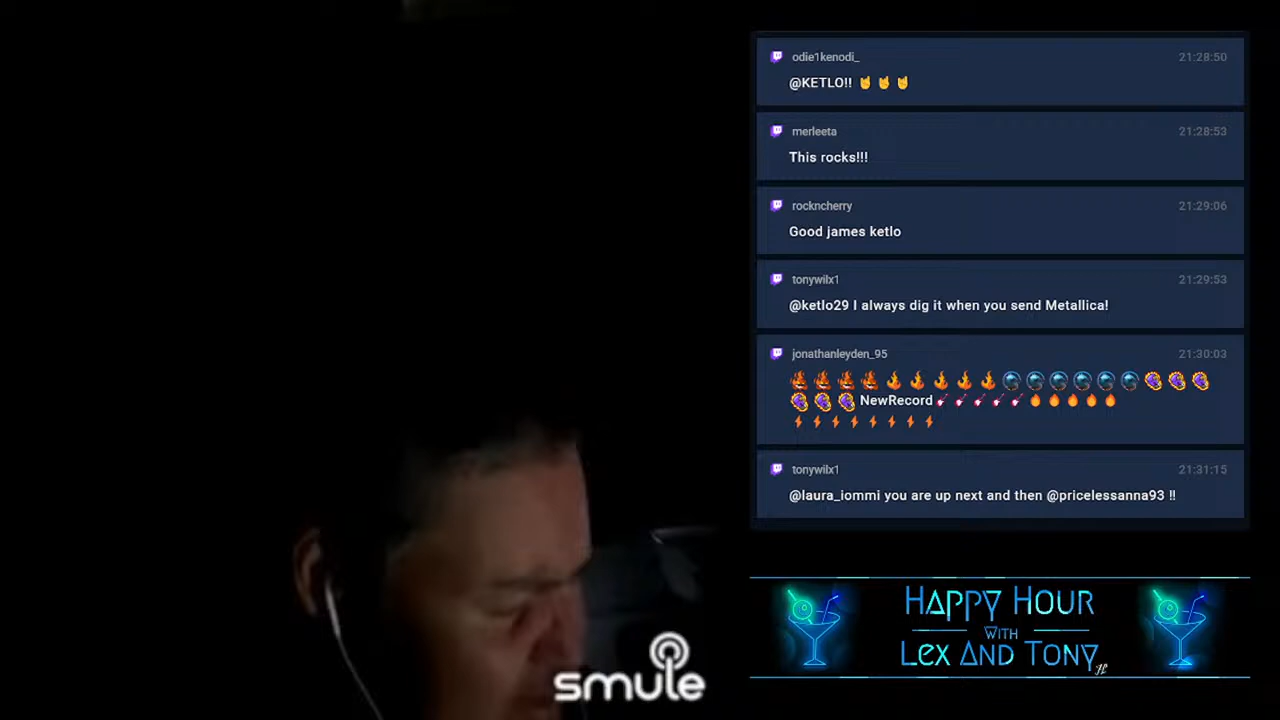 odie1kenodi_ 21:28:50
@KETLO!! 🤘 🤘 🤘
merleeta 21:28:53
This rocks!!!
rockncherry 21:29:06
Good james ketlo
tonywilx1 21:29:53
@ketlo29 I always dig it when you send Metallica!
jonathanleyden_95 21:30:03
NewRecord
tonywilx1 21:31:15
@laura_iommi you are up next and then @pricelessanna93 !!
HAPPY HOUR
WITH
LEX AND TONY
smule